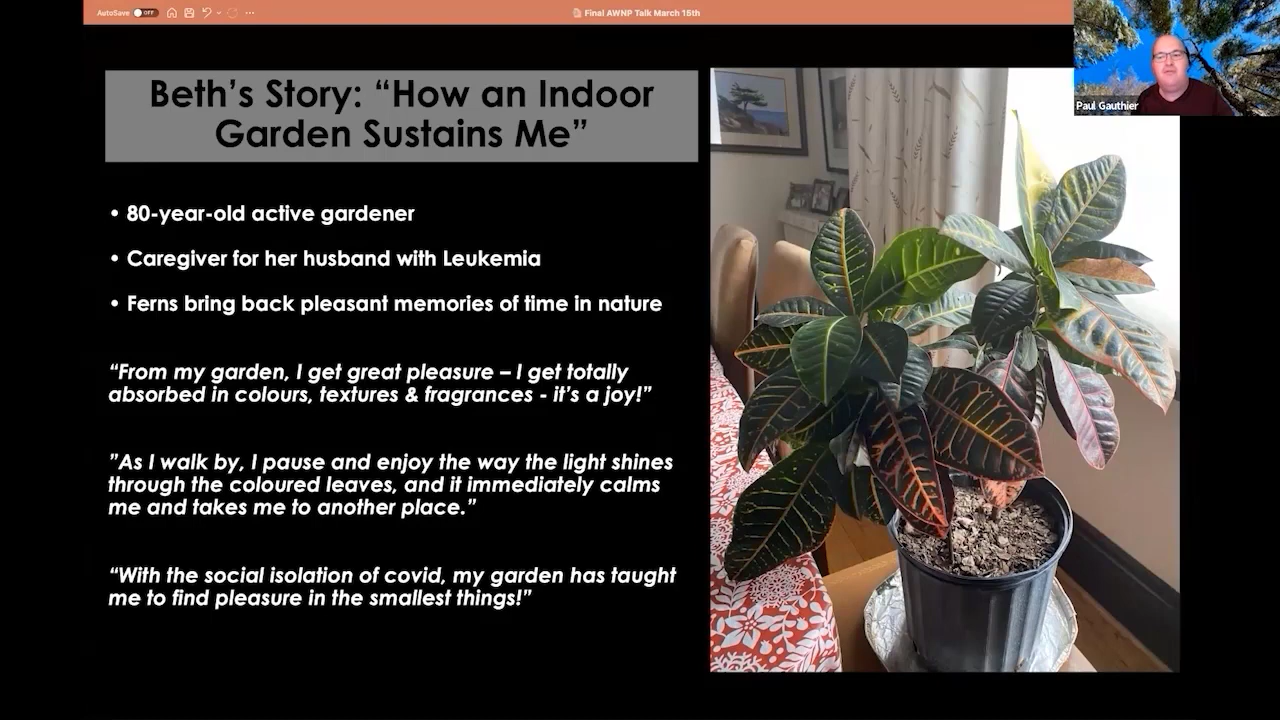 AutoSave OFF
Final AWNP Talk March 15th
Paul Gauthier
Beth’s Story: “How an Indoor
Garden Sustains Me”
• 80-year-old active gardener
• Caregiver for her husband with Leukemia
• Ferns bring back pleasant memories of time in nature
“From my garden, I get great pleasure – I get totally
absorbed in colours, textures & fragrances - it’s a joy!”
”As I walk by, I pause and enjoy the way the light shines
through the coloured leaves, and it immediately calms
me and takes me to another place.”
“With the social isolation of covid, my garden has taught
me to find pleasure in the smallest things!”